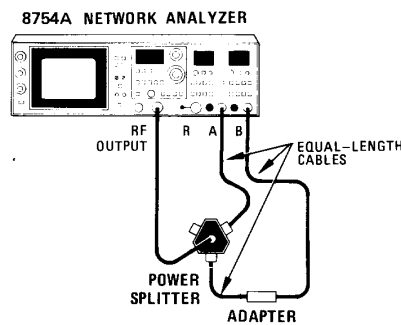 8754A NETWORK ANALYZER
RF
OUTPUT
R A B
EQUAL-LENGTH
CABLES
POWER
SPLITTER
ADAPTER